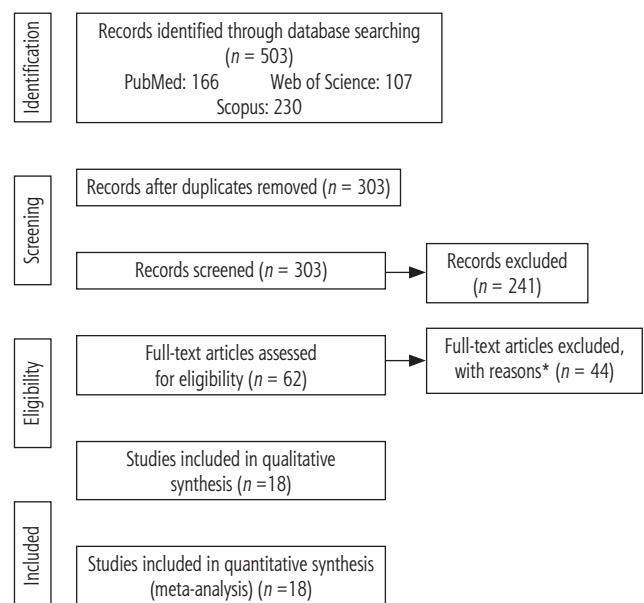 Identification
Records identified through database searching
(n = 503)
PubMed: 166 Web of Science: 107
Scopus: 230
Screening
Records after duplicates removed (n = 303)
Records screened (n = 303)
Records excluded
(n = 241)
Eligibility
Full-text articles assessed
for eligibility (n = 62)
Full-text articles excluded,
with reasons* (n = 44)
Studies included in qualitative
synthesis (n =18)
Included
Studies included in quantitative synthesis
(meta-analysis) (n =18)